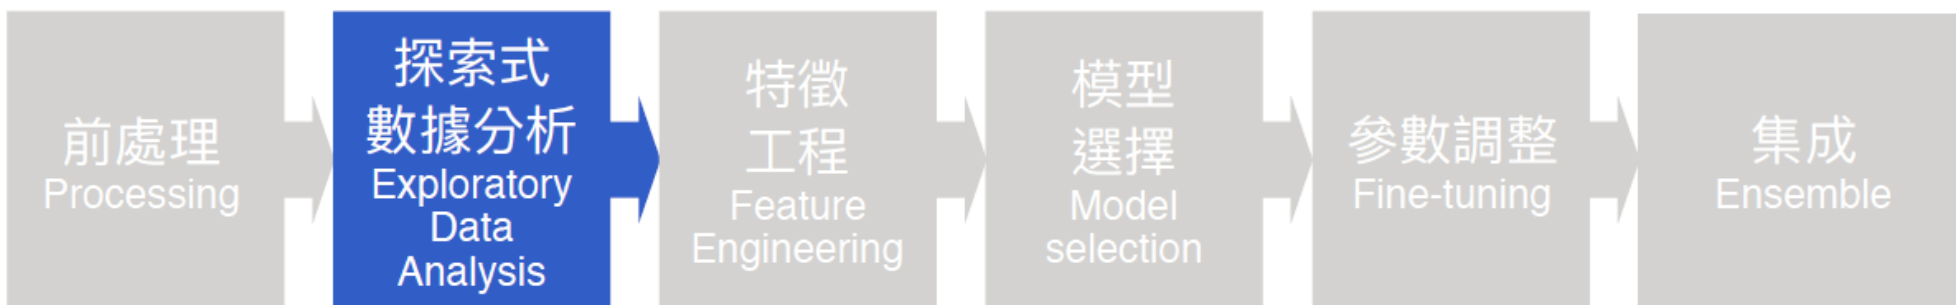 前處理
Processing
探索式
數據分析
Exploratory
Data
Analysis
特徵
工程
Feature
Engineering
模型
選擇
Model
selection
參數調整
Fine-tuning
集成
Ensemble